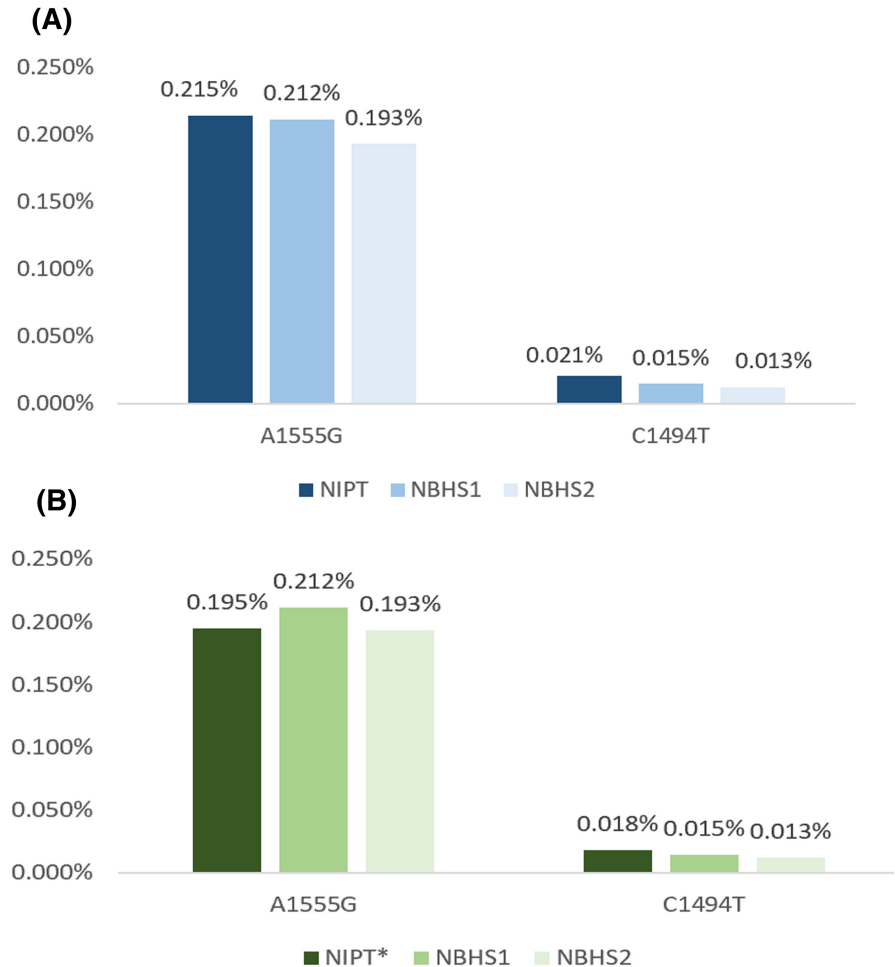 (A)
0.250%
0.215% 0.212%
0.193%
0.200%
0.150%
0.100%
0.050%
0.021% 0.015% 0.013%
0.000%
A1555G C1494T
NIPT NBHS1 NBHS2
(B)
0.250%
0.212%
0.195% 0.193%
0.200%
0.150%
0.100%
0.050%
0.018% 0.015% 0.013%
0.000%
A1555G C1494T
NIPT* NBHS1 NBHS2